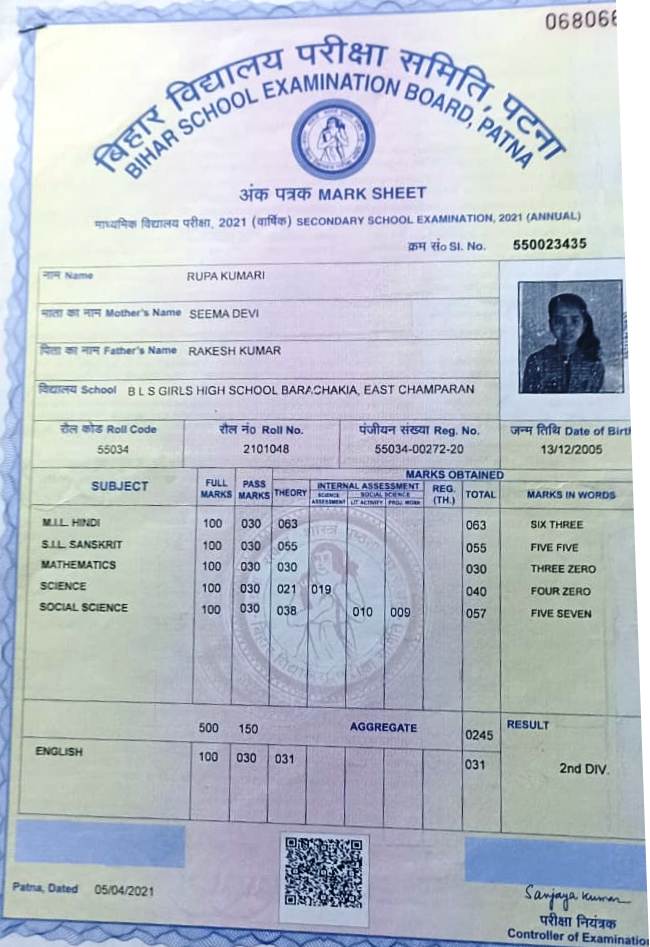 068066
बिहार विद्यालय परीक्षा समिति, पटना
BIHAR SCHOOL EXAMINATION BOARD, PATNA
अंक पत्रक MARK SHEET
माध्यमिक विद्यालय परीक्षा, 2021 (वार्षिक) SECONDARY SCHOOL EXAMINATION, 2021 (ANNUAL)
क्रम सं० Sl. No. 550023435
नाम Name RUPA KUMARI
माता का नाम Mother's Name SEEMA DEVI
पिता का नाम Father's Name RAKESH KUMAR
विद्यालय School B L S GIRLS HIGH SCHOOL BARACHAKIA, EAST CHAMPARAN
रौल कोड Roll Code रौल नं० Roll No. पंजीयन संख्या Reg. No. जन्म तिथि Date of Birth
55034 2101048 55034-00272-20 13/12/2005
SUBJECT FULL MARKS PASS MARKS MARKS OBTAINED
THEORY INTERNAL ASSESSMENT REG. (TH.) TOTAL MARKS IN WORDS
SCIENCE ASSESSMENT SOCIAL SCIENCE LIT ACTIVITY PROJ. WORK
M.I.L. HINDI 100 030 063 063 SIX THREE
S.I.L. SANSKRIT 100 030 055 055 FIVE FIVE
MATHEMATICS 100 030 030 030 THREE ZERO
SCIENCE 100 030 021 019 040 FOUR ZERO
SOCIAL SCIENCE 100 030 038 010 009 057 FIVE SEVEN
500 150 AGGREGATE 0245 RESULT
ENGLISH 100 030 031 031 2nd DIV.
Patna, Dated 05/04/2021
Sanjaya Kumar
परीक्षा नियंत्रक
Controller of Examination